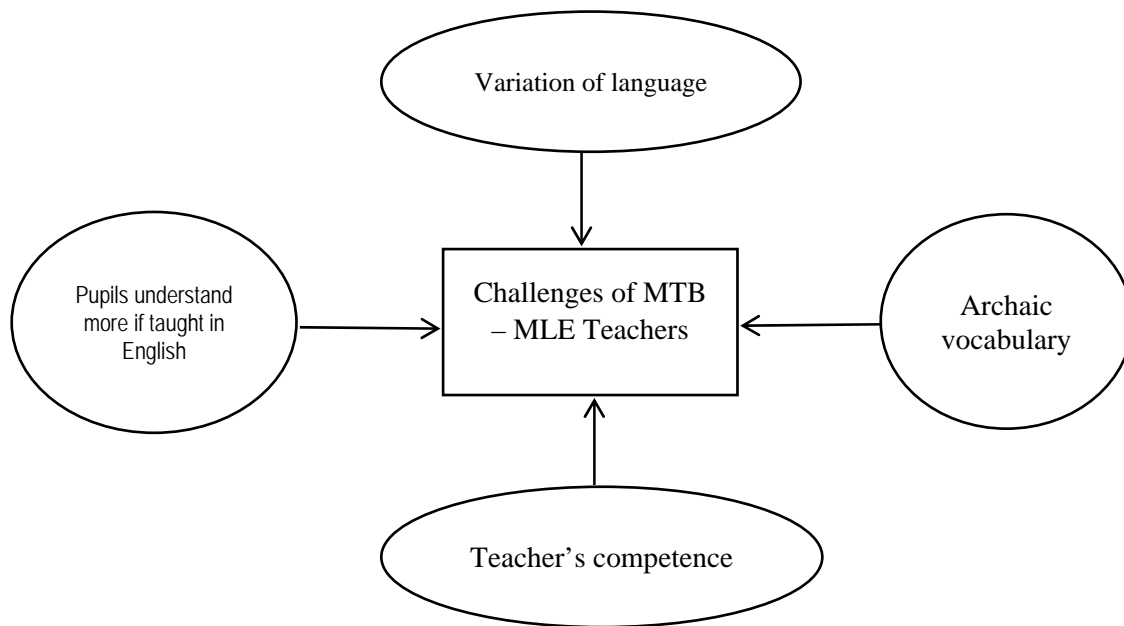 Variation of language
Pupils understand
more if taught in
English
Challenges of MTB
– MLE Teachers
Archaic
vocabulary
Teacher’s competence